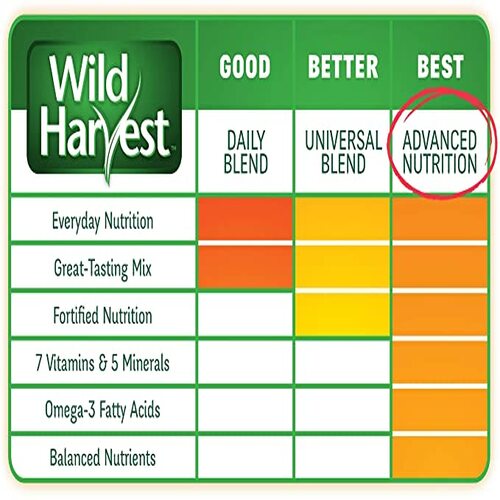 Wild
Harvest™
GOOD BETTER BEST
DAILY
BLEND
UNIVERSAL
BLEND
ADVANCED
NUTRITION
Everyday Nutrition
Great-Tasting Mix
Fortified Nutrition
7 Vitamins & 5 Minerals
Omega-3 Fatty Acids
Balanced Nutrients